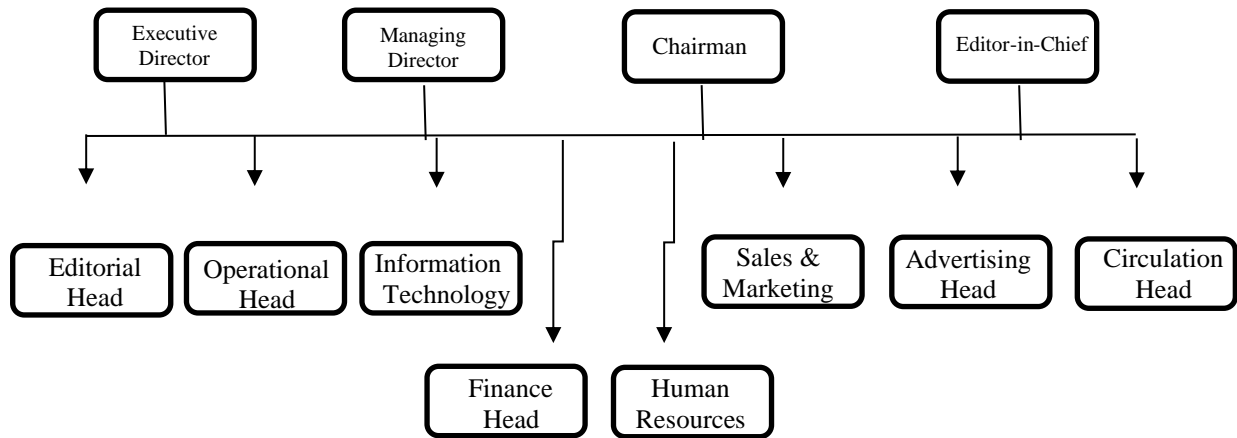 Executive
Director
Managing
Director
Chairman
Editor-in-Chief
Editorial
Head
Operational
Head
Information
Technology
Sales &
Marketing
Advertising
Head
Circulation
Head
Finance
Head
Human
Resources